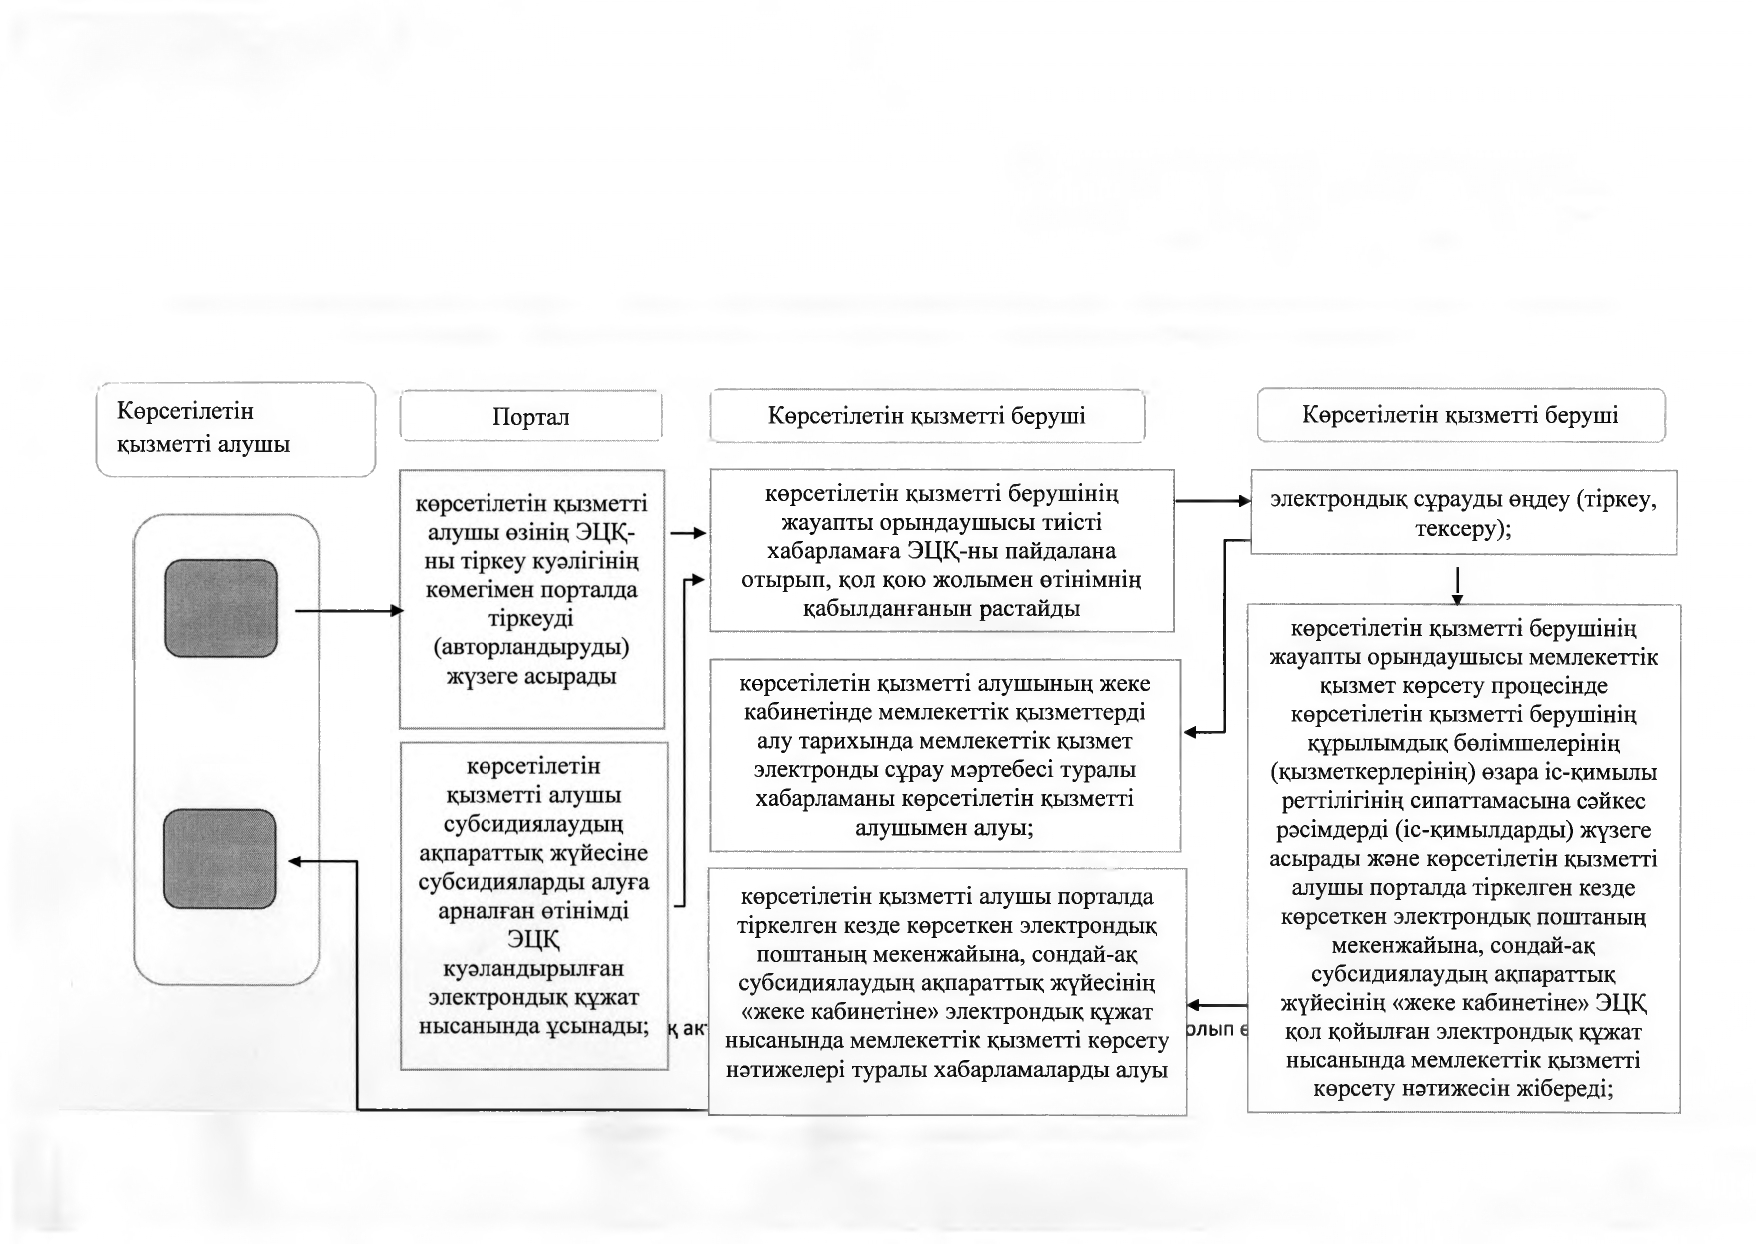 Көрсетілетін
қызметті алушы
Портал
Көрсетілетін қызметті беруші
Көрсетілетін қызметті беруші
көрсетілетін қызметті
алушы өзінің ЭЦҚ-
ны тіркеу куәлігінің
көмегімен порталда
тіркеуді
(авторландыруды)
жүзеге асырады
көрсетілетін
қызметті алушы
субсидиялаудың
ақпараттық жүйесіне
субсидияларды алуға
арналған өтінімді
ЭЦҚ
куәландырылған
электрондық құжат
нысанында ұсынады;
көрсетілетін қызметті берушінің
жауапты орындаушысы тиісті
хабарламаға ЭЦҚ-ны пайдалана
отырып, қол қою жолымен өтінімнің
қабылданғанын растайды
көрсетілетін қызметті алушының жеке
кабинетінде мемлекеттік қызметтерді
алу тарихында мемлекеттік қызмет
электронды сұрау мәртебесі туралы
хабарламаны көрсетілетін қызметті
алушымен алуы;
көрсетілетін қызметті алушы порталда
тіркелген кезде көрсеткен электрондық
поштаның мекенжайына, сондай-ақ
субсидиялаудың ақпараттық жүйесінің
«жеке кабинетіне» электрондық құжат
нысанында мемлекеттік қызметті көрсету
нәтижелері туралы хабарламаларды алуы
электрондық сұрауды өңдеу (тіркеу,
тексеру);
көрсетілетін қызметті берушінің
жауапты орындаушысы мемлекеттік
қызмет көрсету процесінде
көрсетілетін қызметті берушінің
құрылымдық бөлімшелерінің
(қызметкерлерінің) өзара іс-қимылы
реттілігінің сипаттамасына сәйкес
рәсімдерді (іс-қимылдарды) жүзеге
асырады және көрсетілетін қызметті
алушы порталда тіркелген кезде
көрсеткен электрондық поштаның
мекенжайына, сондай-ақ
субсидиялаудың ақпараттық
жүйесінің «жеке кабинетіне» ЭЦҚ
қол қойылған электрондық құжат
нысанында мемлекеттік қызметті
көрсету нәтижесін жібереді;